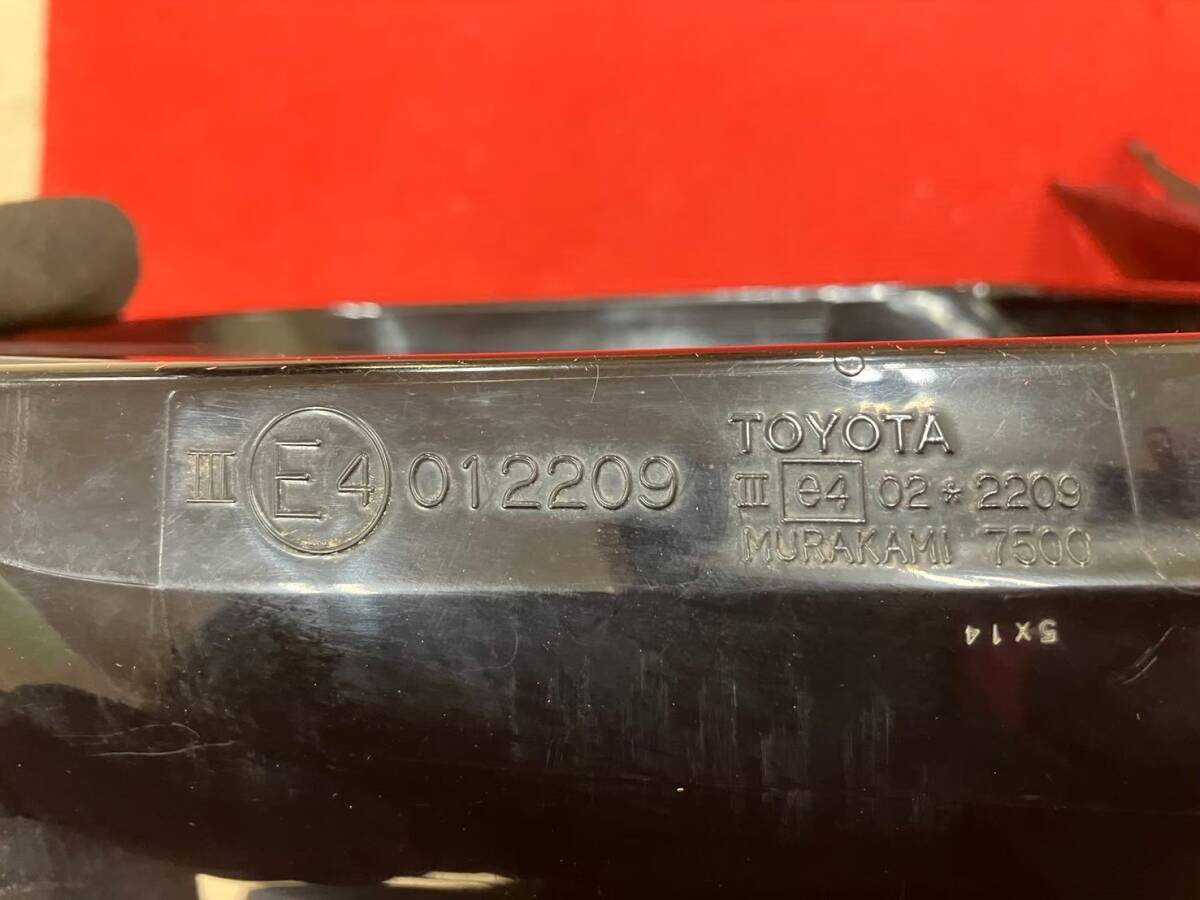 III E4 012209
TOYOTA
III e4 02*2209
MURAKAMI 7500
5x14